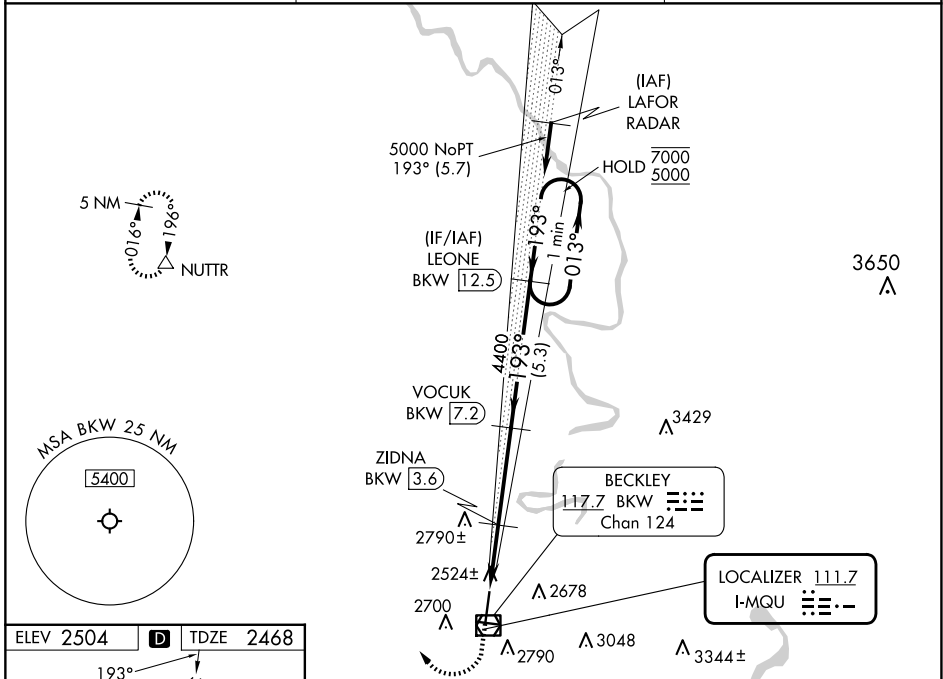 013°
(IAF)
LAFOR
RADAR
5000 NoPT
193° (5.7)
HOLD 7000
5000
5 NM
016°
196°
NUTTR
193°
1 min
013°
(IF/IAF)
LEONE
BKW 12.5
3650
4400
193°
(5.3)
VOCUK
BKW 7.2
3429
MSA BKW 25 NM
5400
ZIDNA
BKW 3.6
BECKLEY
117.7 BKW
Chan 124
2790±
2524±
LOCALIZER 111.7
I-MQU
2678
2700
2790
3048
3344±
ELEV 2504 D TDZE 2468
193°